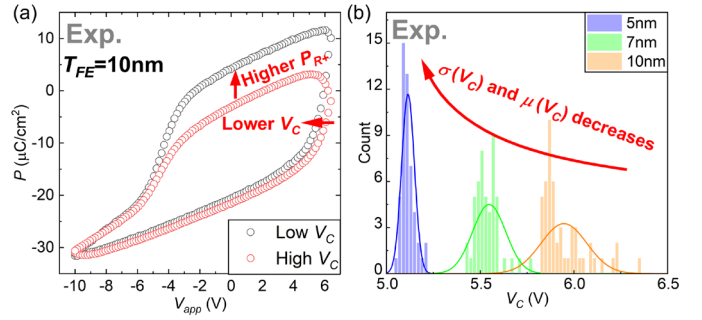 (a)
Exp.
T_FE=10nm
Higher P_R+
Lower V_C
Low V_C
High V_C
P (μC/cm²)
10
0
-10
-20
-30
-10 -8 -6 -4 -2 0 2 4 6
V_app (V)
(b)
Exp.
5nm
7nm
10nm
σ(V_C) and μ(V_C) decreases
Count
15
12
9
6
3
0
5.0 5.5 6.0 6.5
V_C (V)